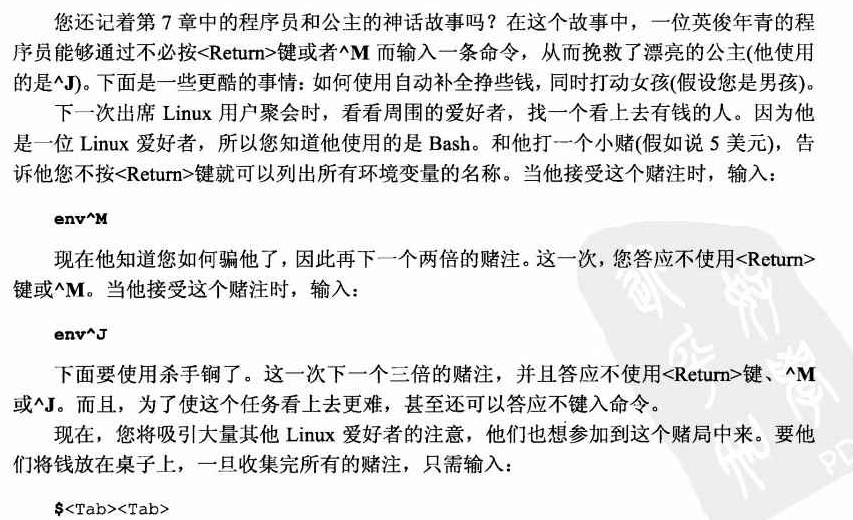 您还记着第 7 章中的程序员和公主的神话故事吗？在这个故事中，一位英俊年青的程
序员能够通过不必按<Return>键或者^M 而输入一条命令，从而挽救了漂亮的公主(他使用
的是^J)。下面是一些更酷的事情：如何使用自动补全挣些钱，同时打动女孩(假设您是男孩)。
下一次出席 Linux 用户聚会时，看看周围的爱好者，找一个看上去有钱的人。因为他
是一位 Linux 爱好者，所以您知道他使用的是 Bash。和他打一个小赌(假如说 5 美元)，告
诉他您不按<Return>键就可以列出所有环境变量的名称。当他接受这个赌注时，输入：
env^M
现在他知道您如何骗他了，因此再下一个两倍的赌注。这一次，您答应不使用<Return>
键或^M。当他接受这个赌注时，输入：
env^J
下面要使用杀手锏了。这一次下一个三倍的赌注，并且答应不使用<Return>键、^M
或^J。而且，为了使这个任务看上去更难，甚至还可以答应不键入命令。
现在，您将吸引大量其他 Linux 爱好者的注意，他们也想参加到这个赌局中来。要他
们将钱放在桌子上，一旦收集完所有的赌注，只需输入：
$<Tab><Tab>
PD